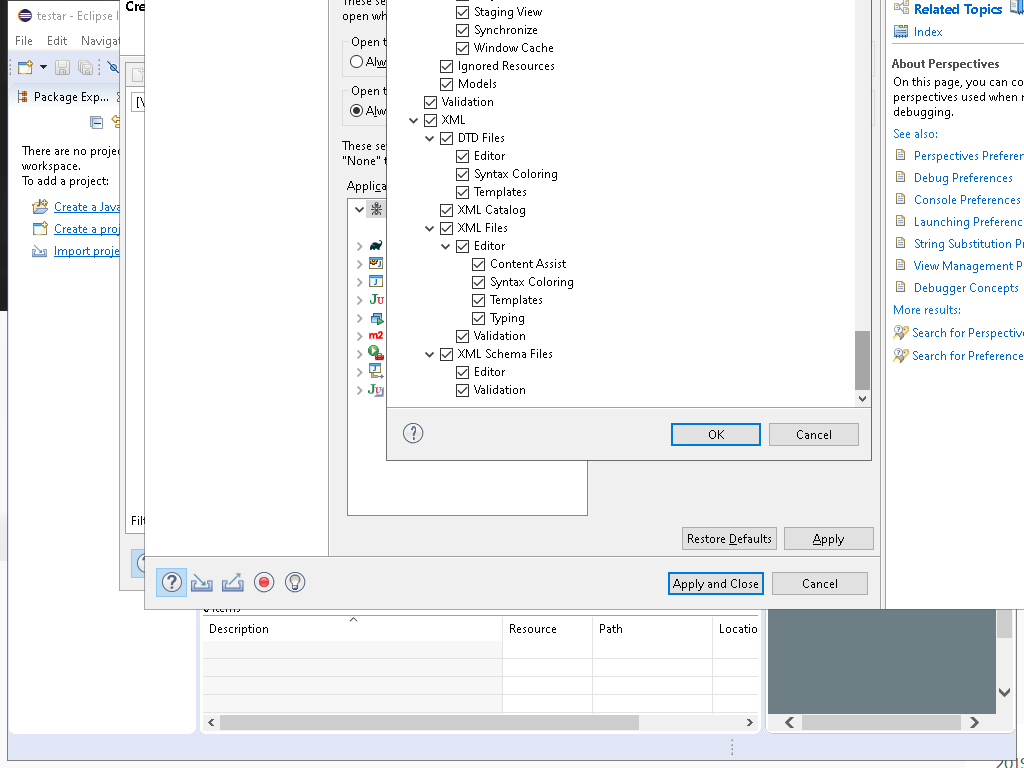 testar - Eclipse I
Cre
These se
open wh
File
Edit
Navigat
Package Exp...
There are no proje
workspace.
To add a project:
Create a Java
Create a proj
Import proje
Open t
Alw
Open t
Alw
These se
"None" t
Applica
Filt
Staging View
Synchronize
Window Cache
Ignored Resources
Models
Validation
XML
DTD Files
Editor
Syntax Coloring
Templates
XML Catalog
XML Files
Editor
Content Assist
Syntax Coloring
Templates
Typing
Validation
XML Schema Files
Editor
Validation
OK
Cancel
Restore Defaults
Apply
Apply and Close
Cancel
Related Topics
Index
About Perspectives
On this page, you can co
perspectives used when r
debugging.
See also:
Perspectives Preferen
Debug Preferences
Console Preferences
Launching Preferenc
String Substitution Pr
View Management P
Debugger Concepts
More results:
Search for Perspective
Search for Preference
Items
Description
Resource
Path
Locatio
2019